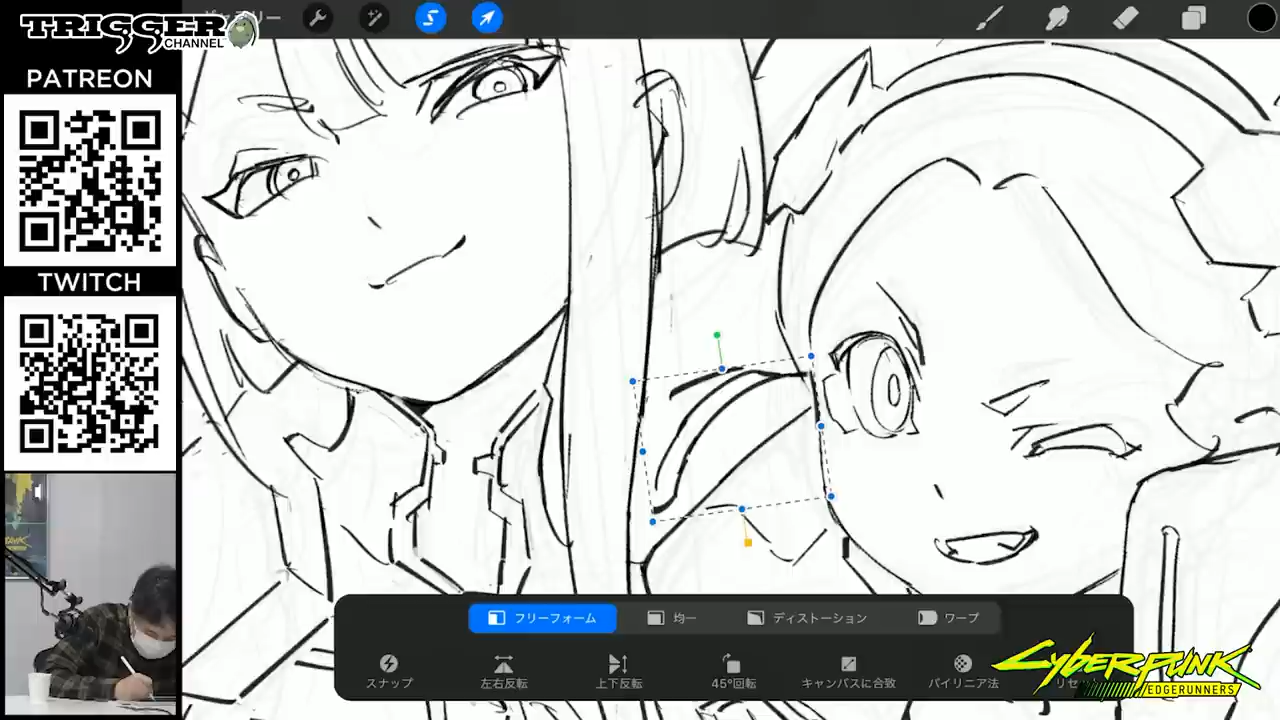 TRIGGER
CHANNEL
PATREON
TWITCH
フリーフォーム
均一
ディストーション
ワープ
スナップ
左右反転
上下反転
45°回転
キャンバスに合致
バイリニア法
CYBERPUNK
EDGERUNNERS